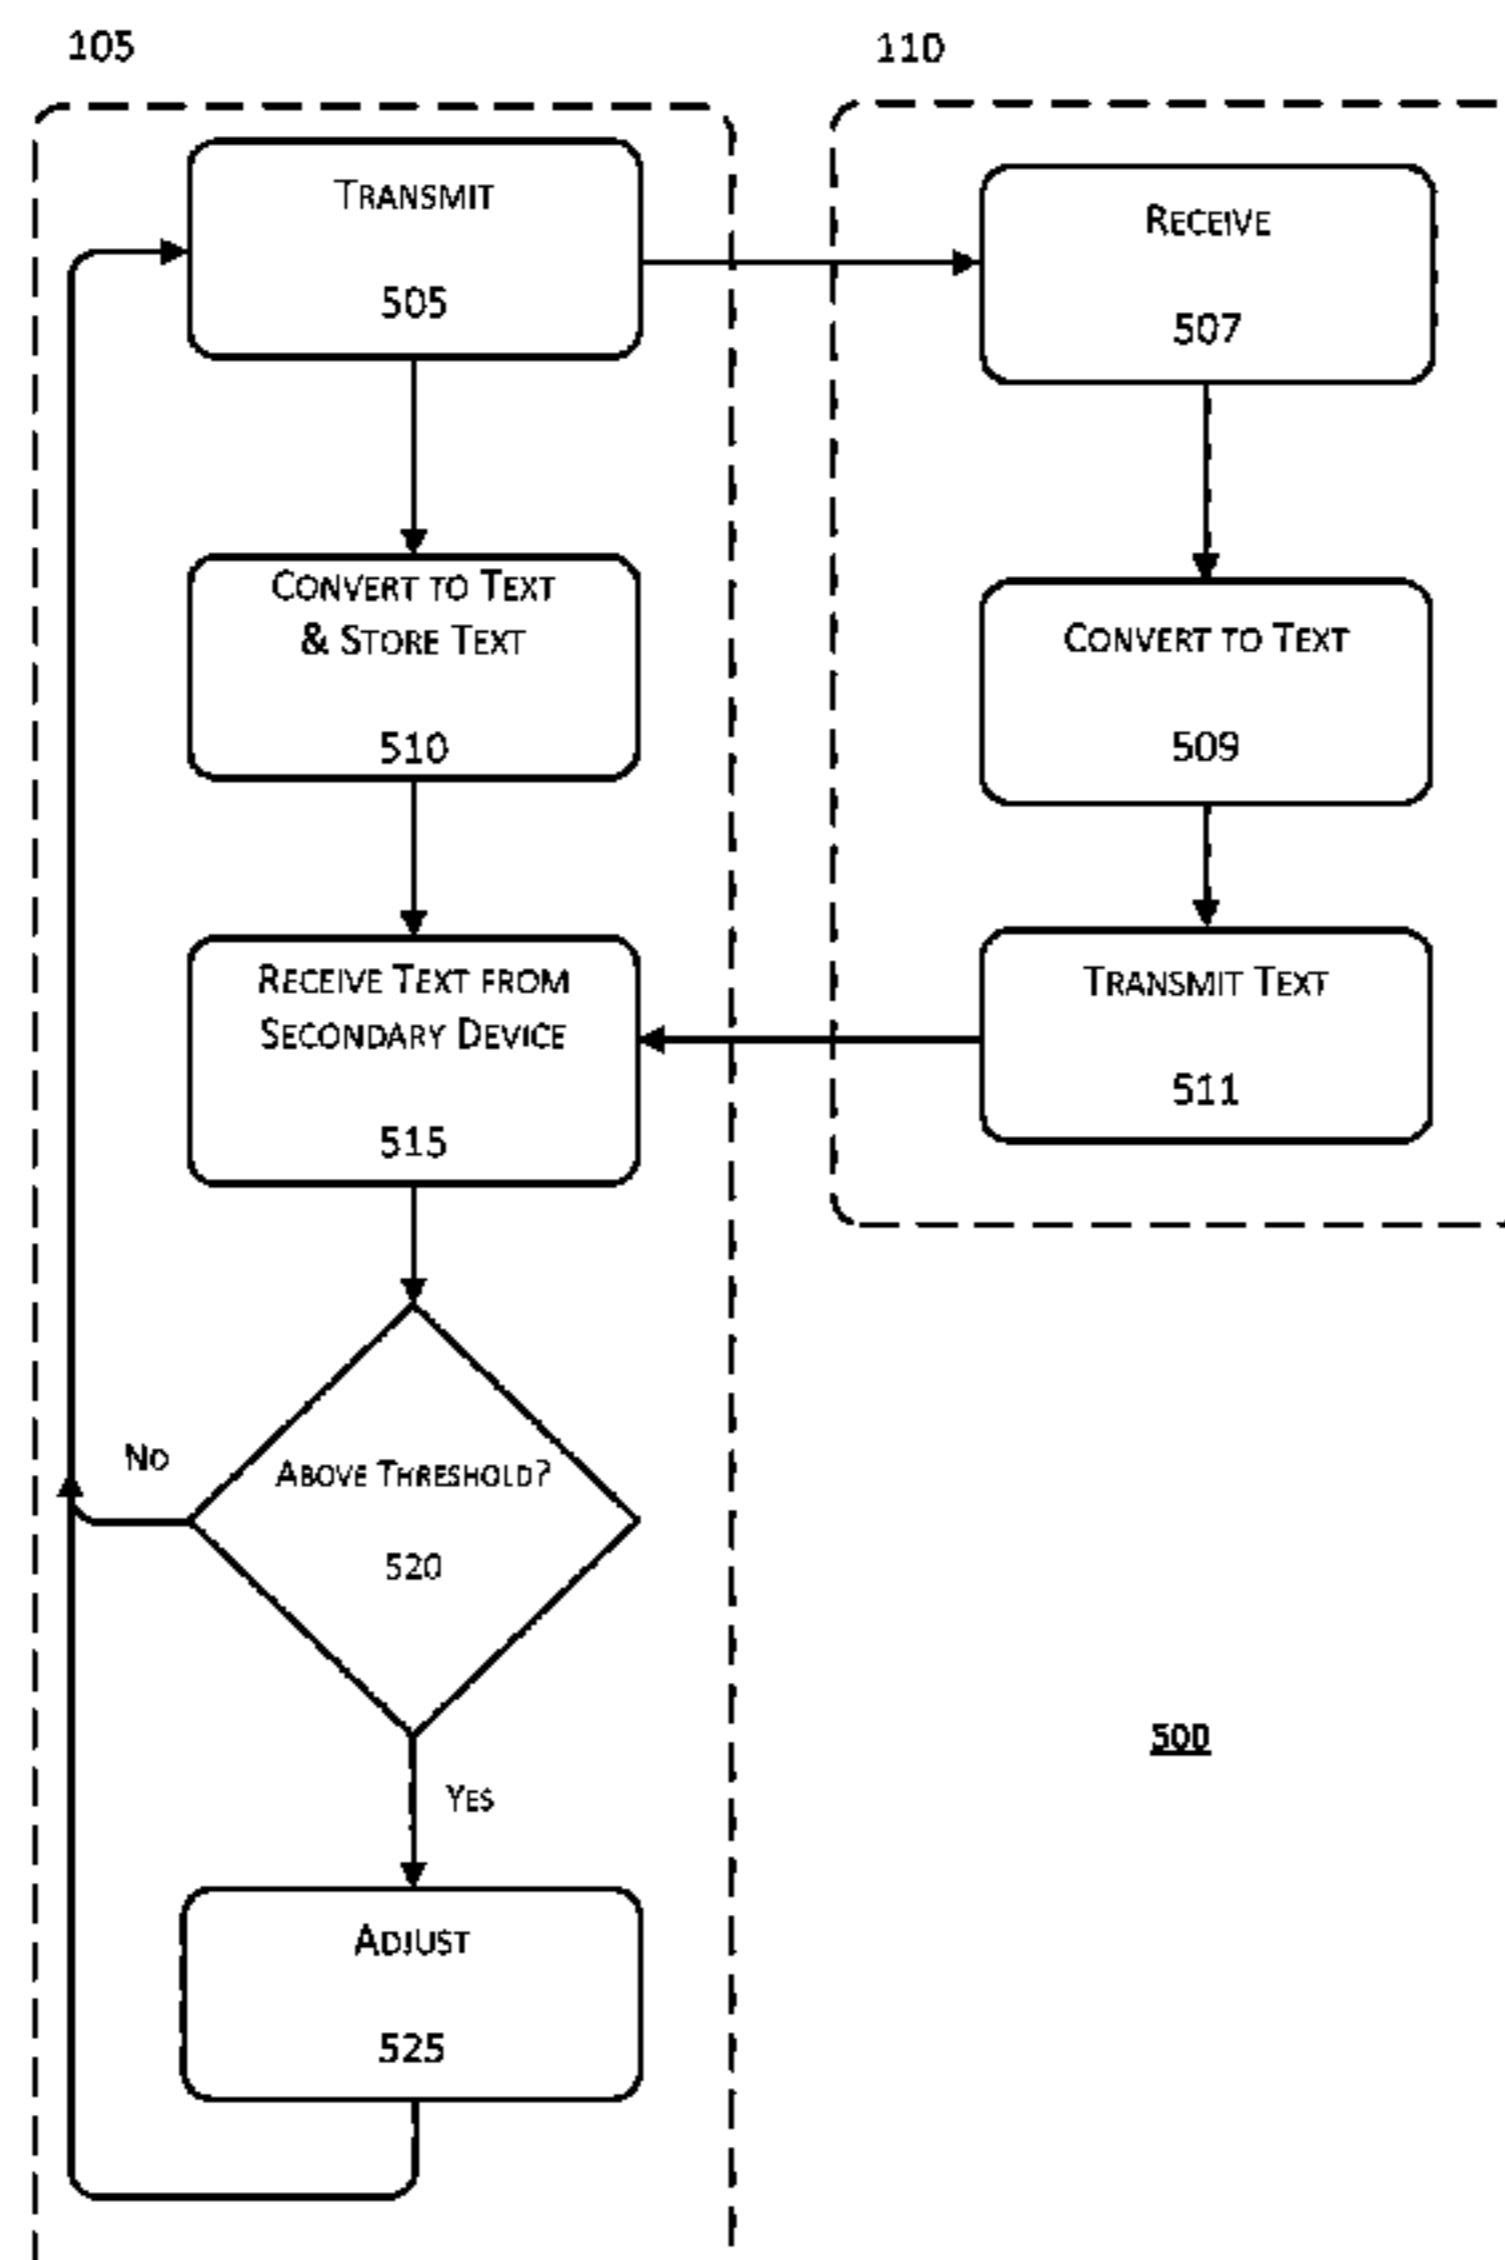 105
TRANSMIT
505
CONVERT TO TEXT
& STORE TEXT
510
RECEIVE TEXT FROM
SECONDARY DEVICE
515
ABOVE THRESHOLD?
520
NO
YES
ADJUST
525
110
RECEIVE
507
CONVERT TO TEXT
509
TRANSMIT TEXT
511
500